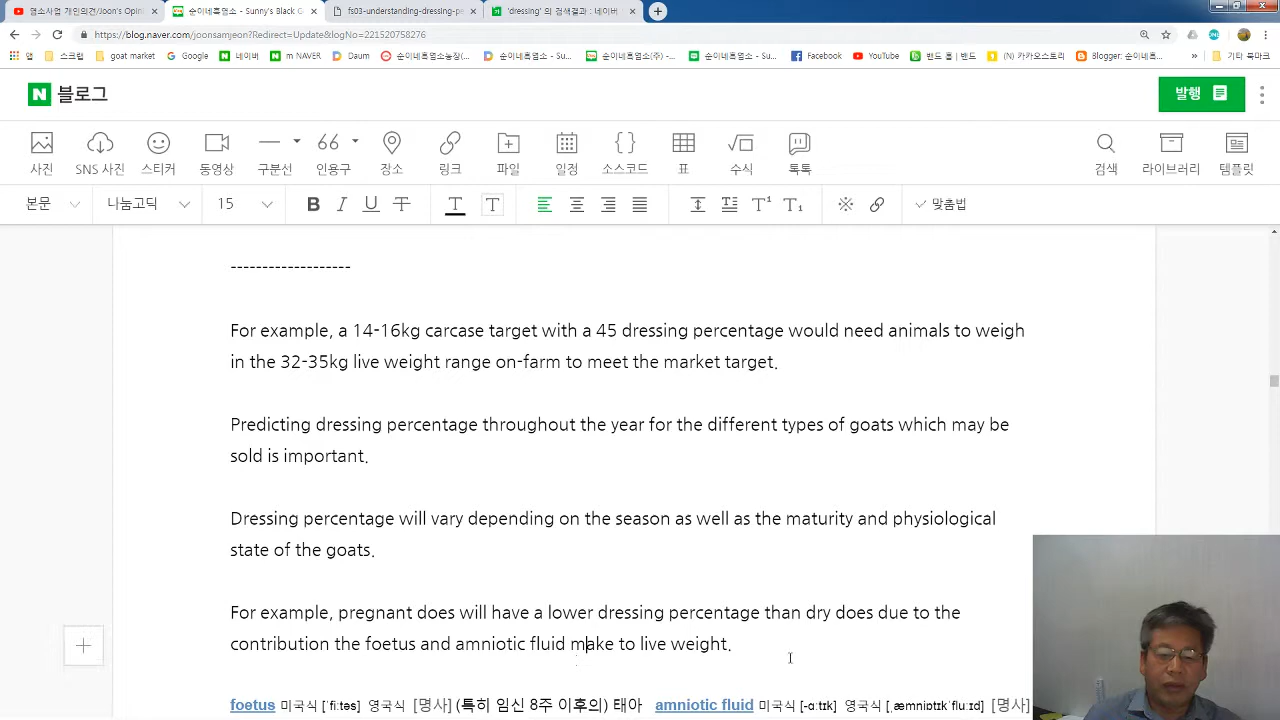 염소사업 개인의견/Joon's Opin
순이네흑염소 - Sunny's Black G
fs03-understanding-dressing-p
'dressing' 의 검색결과 : 네이버
https://blog.naver.com/joonsamjeon?Redirect=Update&logNo=221520758276
앱
스크랩
goat market
Google
네이버
m NAVER
Daum
순이네흑염소농장(...
순이네흑염소 - Su...
순이네흑염소(주) -...
순이네흑염소 - Su...
Facebook
YouTube
밴드 홈 | 밴드
(N) 카카오스토리
Blogger: 순이네흑...
»
기타 북마크
N 블로그
발행
사진
SNS 사진
스티커
동영상
구분선
인용구
장소
링크
파일
일정
소스코드
표
수식
톡톡
검색
라이브러리
템플릿
본문
나눔고딕
15
B
I
U
T
T
T
T¹
T₁
※
맞춤법
-------------------
For example, a 14-16kg carcase target with a 45 dressing percentage would need animals to weigh
in the 32-35kg live weight range on-farm to meet the market target.
Predicting dressing percentage throughout the year for the different types of goats which may be
sold is important.
Dressing percentage will vary depending on the season as well as the maturity and physiological
state of the goats.
For example, pregnant does will have a lower dressing percentage than dry does due to the
contribution the foetus and amniotic fluid make to live weight.
foetus 미국식 [ˈfiːtəs] 영국식 [명사] (특히 임신 8주 이후의) 태아 amniotic fluid 미국식 [-ɑːtɪk] 영국식 [ˌæmniɒtɪkˈfluːɪd] [명사]